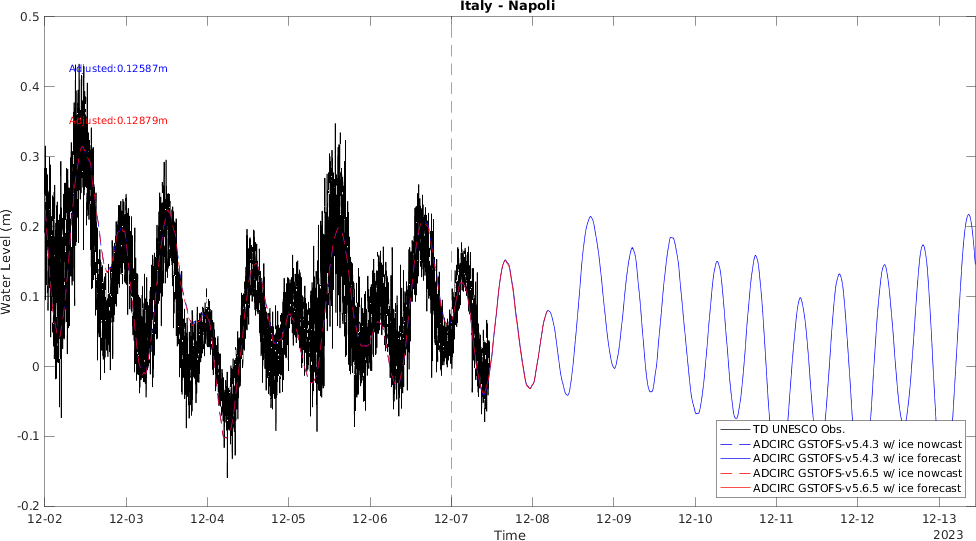 Italy - Napoli
0.5
Adjusted:0.12587m
0.4
Adjusted:0.12879m
0.3
0.2
0.1
0
-0.1
-0.2
Water Level (m)
TD UNESCO Obs.
ADCIRC GSTOFS-v5.4.3 w/ ice nowcast
ADCIRC GSTOFS-v5.4.3 w/ ice forecast
ADCIRC GSTOFS-v5.6.5 w/ ice nowcast
ADCIRC GSTOFS-v5.6.5 w/ ice forecast
12-02 12-03 12-04 12-05 12-06 12-07 12-08 12-09 12-10 12-11 12-12 12-13
Time
2023